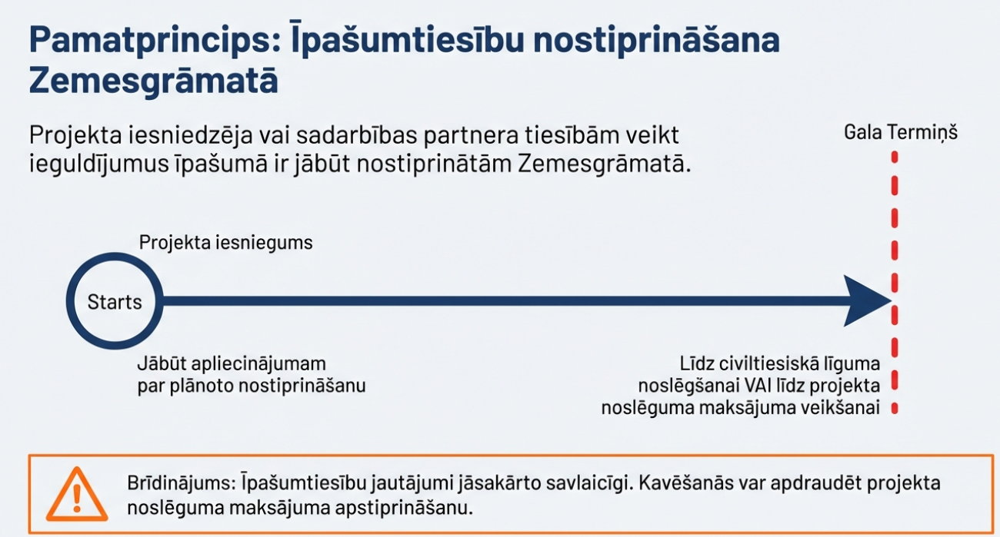 Pamatprincips: Īpašumtiesību nostiprināšana
Zemesgrāmatā
Projekta iesniedzēja vai sadarbības partnera tiesībām veikt
ieguldījumus īpašumā ir jābūt nostiprinātām Zemesgrāmatā.
Gala Termiņš
Projekta iesniegums
Starts
Jābūt apliecinājumam
par plānoto nostiprināšanu
Līdz civiltiesiskā līguma
noslēgšanai VAI līdz projekta
noslēguma maksājuma veikšanai
Brīdinājums: Īpašumtiesību jautājumi jāsakārto savlaicīgi. Kavēšanās var apdraudēt projekta
noslēguma maksājuma apstiprināšanu.